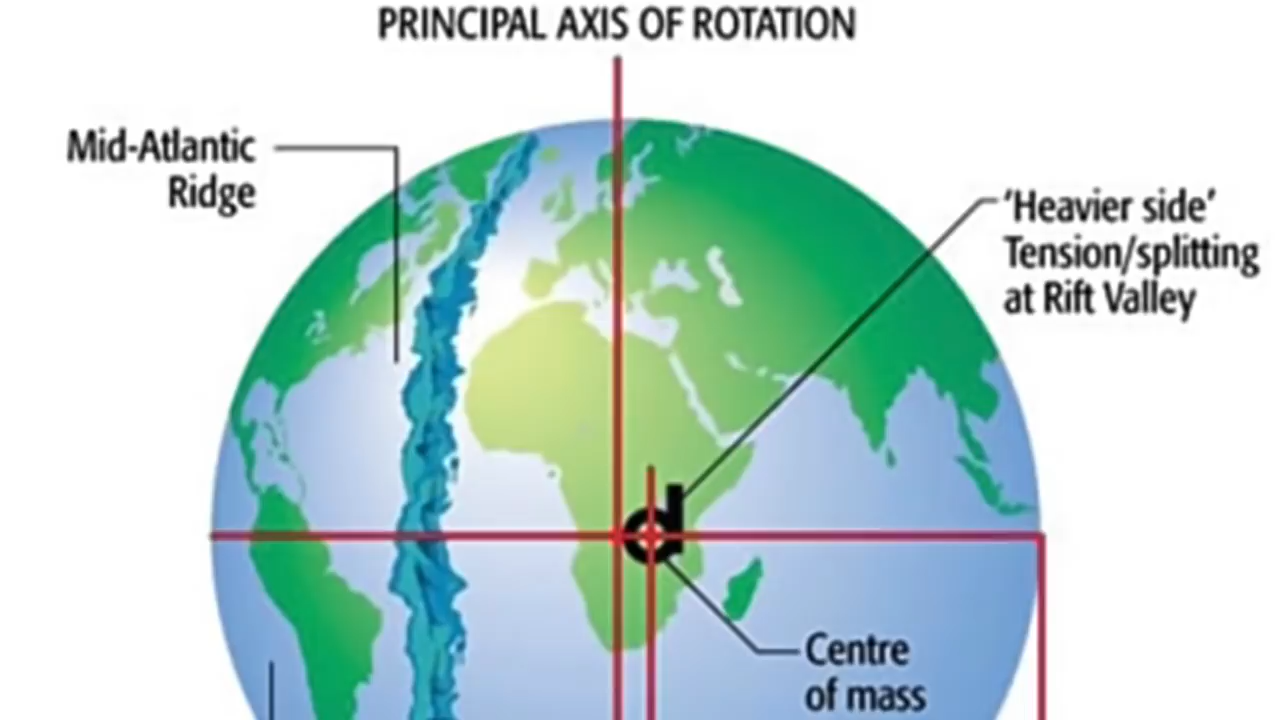 PRINCIPAL AXIS OF ROTATION
Mid-Atlantic
Ridge
'Heavier side'
Tension/splitting
at Rift Valley
d
Centre
of mass